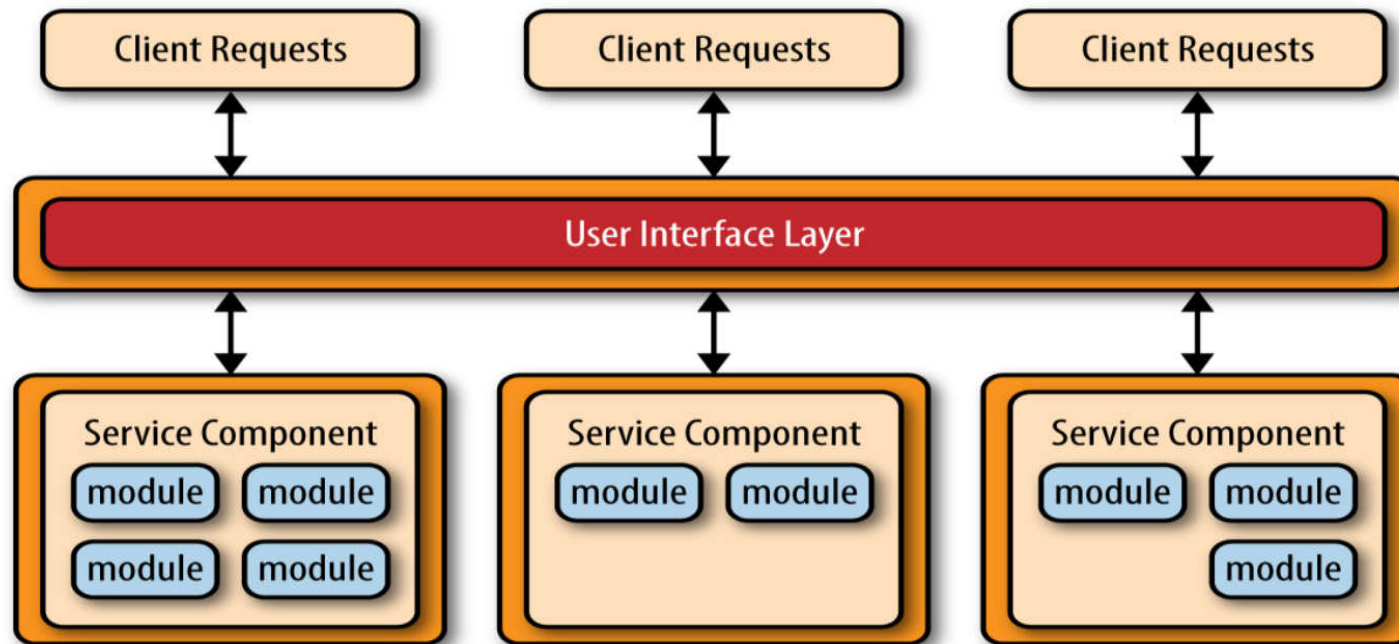 Client Requests
Client Requests
Client Requests
User Interface Layer
Service Component
module module
module module
Service Component
module module
Service Component
module module
module